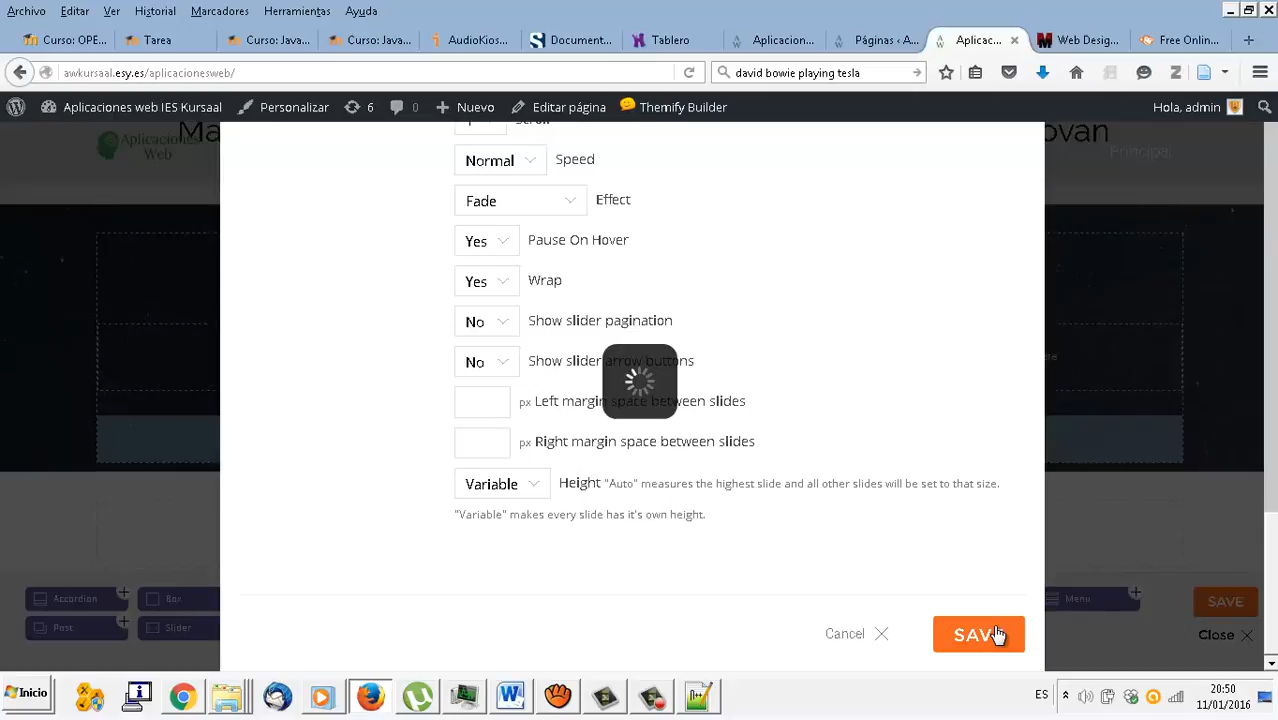 Archivo Editar Ver Historial Marcadores Herramientas Ayuda
Curso: OPE... Tarea Curso: Java... Curso: Java... AudioKios... Document... Tablero Aplicacion... Páginas ‹ A... Aplicac... Web Desig... Free Onlin...
awkursaal.esy.es/aplicacionesweb/ david bowie playing tesla
Aplicaciones web IES Kursaal Personalizar 6 0 Nuevo Editar página Themify Builder Hola, admin
Aplicaciones
Web
Principal
Scroll
Normal Speed
Fade Effect
Yes Pause On Hover
Yes Wrap
No Show slider pagination
No Show slider arrow buttons
px Left margin space between slides
px Right margin space between slides
Variable Height "Auto" measures the highest slide and all other slides will be set to that size.
"Variable" makes every slide has it's own height.
Accordion Box Menu SAVE
Post Slider Cancel SAVE Close
Inicio ES 20:50
11/01/2016